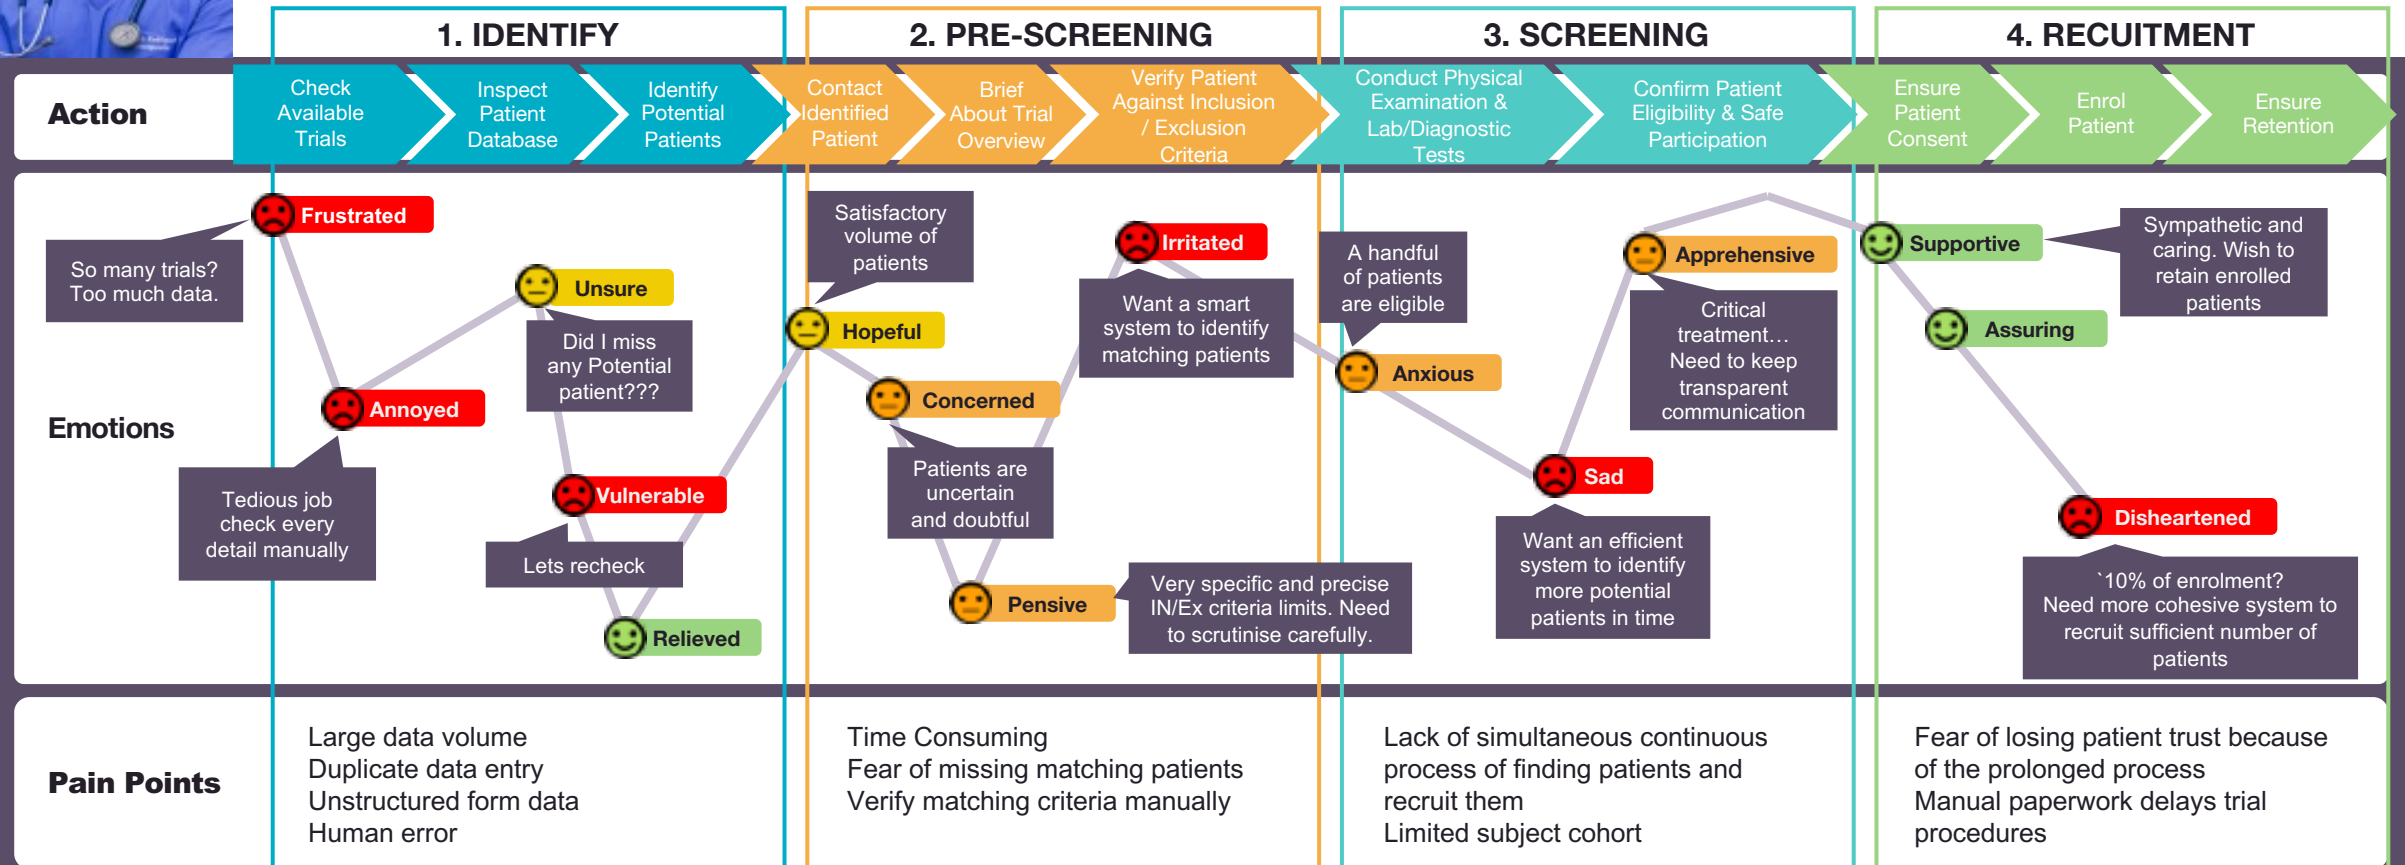 1. IDENTIFY
2. PRE-SCREENING
3. SCREENING
4. RECUITMENT
Action
Check
Available
Trials
Inspect
Patient
Database
Identify
Potential
Patients
Contact
Identified
Patient
Brief
About Trial
Overview
Verify Patient
Against Inclusion
/ Exclusion
Criteria
Conduct Physical
Examination &
Lab/Diagnostic
Tests
Confirm Patient
Eligibility & Safe
Participation
Ensure
Patient
Consent
Enrol
Patient
Ensure
Retention
Emotions
Frustrated
So many trials?
Too much data.
Annoyed
Tedious job
check every
detail manually
Unsure
Did I miss
any Potential
patient???
Vulnerable
Lets recheck
Relieved
Satisfactory
volume of
patients
Hopeful
Concerned
Patients are
uncertain
and doubtful
Pensive
Very specific and precise
IN/Ex criteria limits. Need
to scrutinise carefully.
Irritated
Want a smart
system to identify
matching patients
A handful
of patients
are eligible
Anxious
Sad
Want an efficient
system to identify
more potential
patients in time
Apprehensive
Critical
treatment…
Need to keep
transparent
communication
Supportive
Sympathetic and
caring. Wish to
retain enrolled
patients
Assuring
Disheartened
`10% of enrolment?
Need more cohesive system to
recruit sufficient number of
patients
Pain Points
Large data volume
Duplicate data entry
Unstructured form data
Human error
Time Consuming
Fear of missing matching patients
Verify matching criteria manually
Lack of simultaneous continuous
process of finding patients and
recruit them
Limited subject cohort
Fear of losing patient trust because
of the prolonged process
Manual paperwork delays trial
procedures